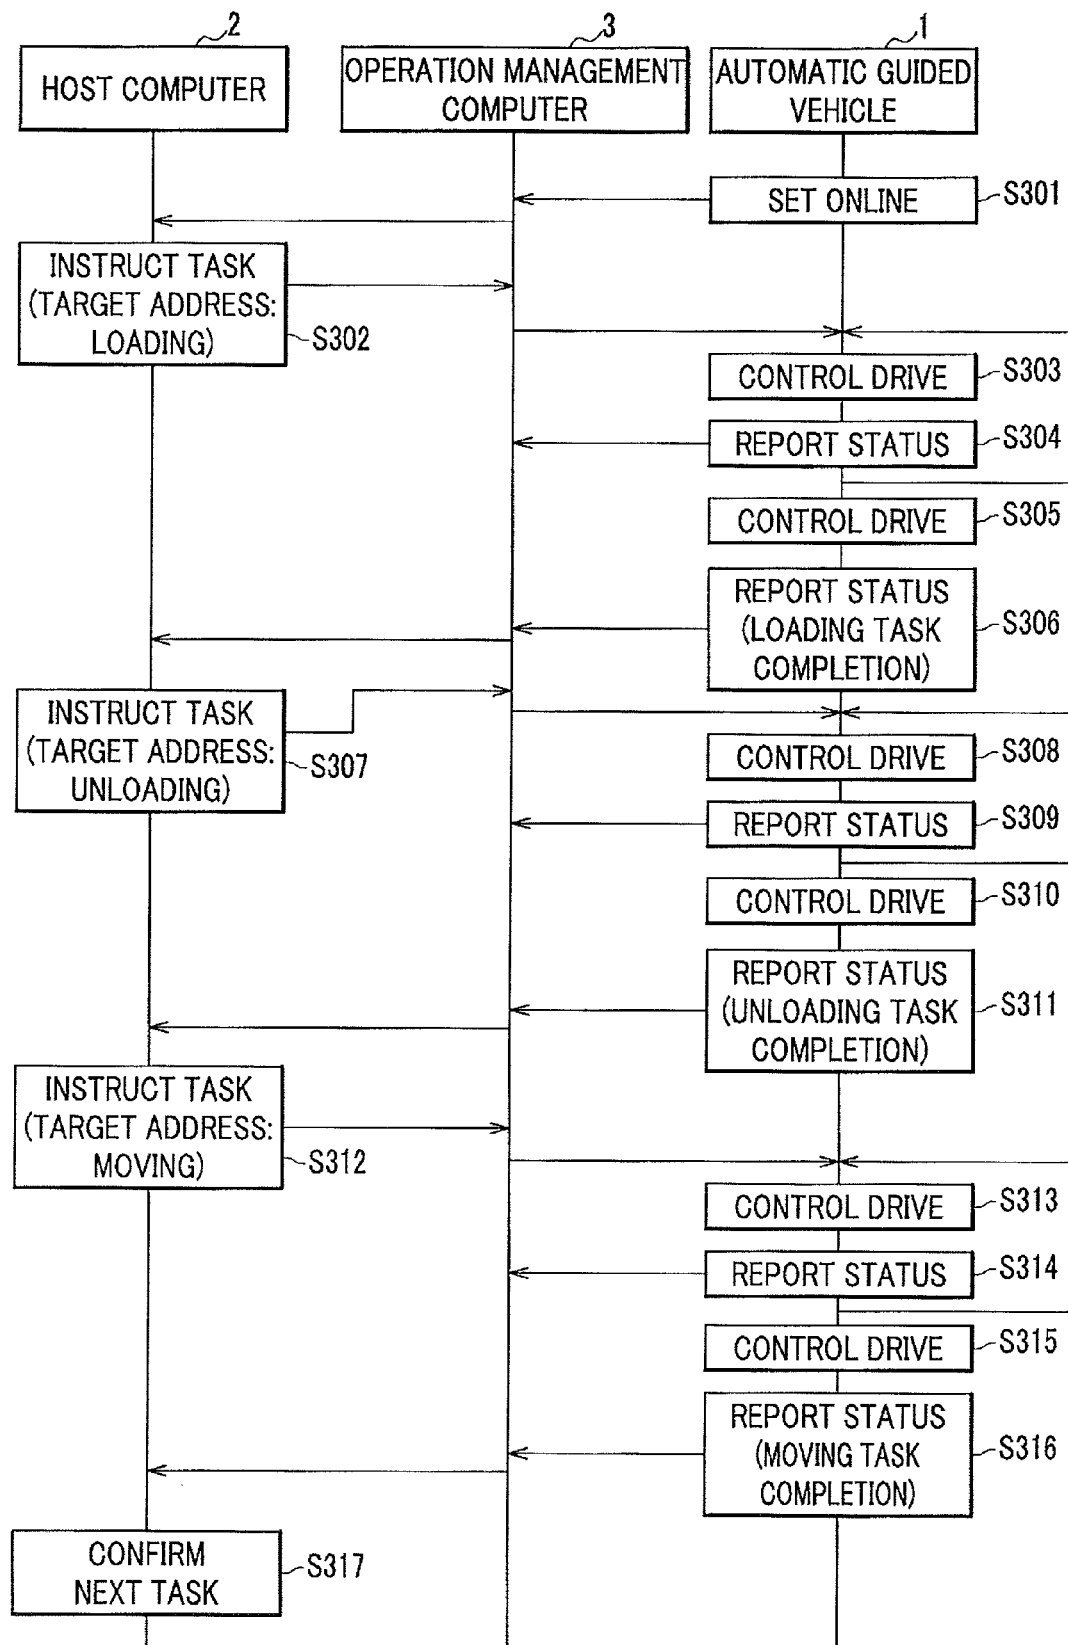 2
3
1
HOST COMPUTER
OPERATION MANAGEMENT
COMPUTER
AUTOMATIC GUIDED
VEHICLE
SET ONLINE
S301
INSTRUCT TASK
(TARGET ADDRESS:
LOADING)
S302
CONTROL DRIVE
S303
REPORT STATUS
S304
CONTROL DRIVE
S305
REPORT STATUS
(LOADING TASK
COMPLETION)
S306
INSTRUCT TASK
(TARGET ADDRESS:
UNLOADING)
S307
CONTROL DRIVE
S308
REPORT STATUS
S309
CONTROL DRIVE
S310
REPORT STATUS
(UNLOADING TASK
COMPLETION)
S311
INSTRUCT TASK
(TARGET ADDRESS:
MOVING)
S312
CONTROL DRIVE
S313
REPORT STATUS
S314
CONTROL DRIVE
S315
REPORT STATUS
(MOVING TASK
COMPLETION)
S316
CONFIRM
NEXT TASK
S317